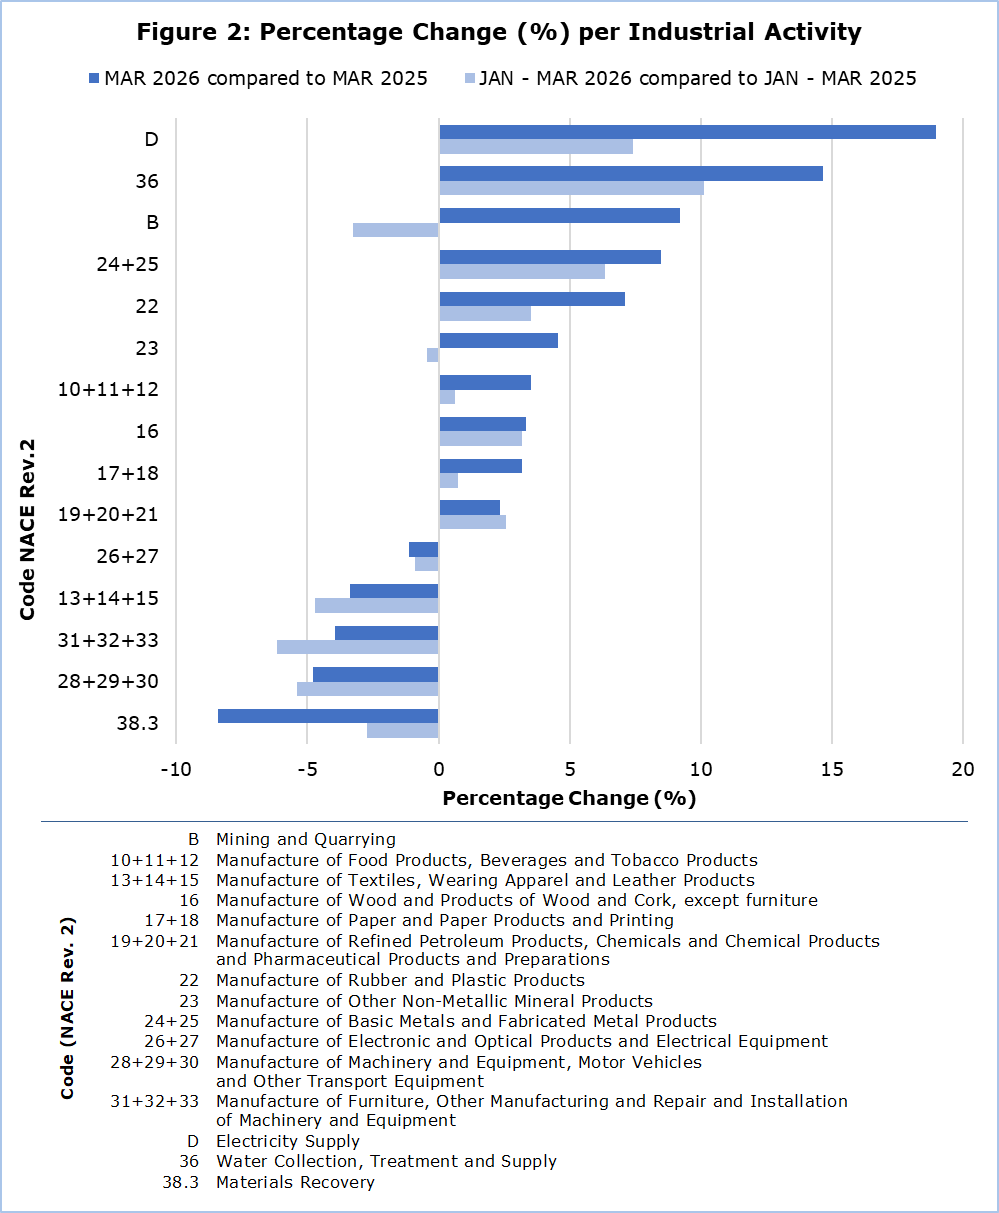 Figure 2: Percentage Change (%) per Industrial Activity
MAR 2026 compared to MAR 2025 JAN - MAR 2026 compared to JAN - MAR 2025
D
36
B
24+25
22
23
10+11+12
16
17+18
19+20+21
26+27
13+14+15
31+32+33
28+29+30
38.3
Code NACE Rev.2
-10 -5 0 5 10 15 20
Percentage Change (%)
Code (NACE Rev. 2)
B Mining and Quarrying
10+11+12 Manufacture of Food Products, Beverages and Tobacco Products
13+14+15 Manufacture of Textiles, Wearing Apparel and Leather Products
16 Manufacture of Wood and Products of Wood and Cork, except furniture
17+18 Manufacture of Paper and Paper Products and Printing
19+20+21 Manufacture of Refined Petroleum Products, Chemicals and Chemical Products
and Pharmaceutical Products and Preparations
22 Manufacture of Rubber and Plastic Products
23 Manufacture of Other Non-Metallic Mineral Products
24+25 Manufacture of Basic Metals and Fabricated Metal Products
26+27 Manufacture of Electronic and Optical Products and Electrical Equipment
28+29+30 Manufacture of Machinery and Equipment, Motor Vehicles
and Other Transport Equipment
31+32+33 Manufacture of Furniture, Other Manufacturing and Repair and Installation
of Machinery and Equipment
D Electricity Supply
36 Water Collection, Treatment and Supply
38.3 Materials Recovery